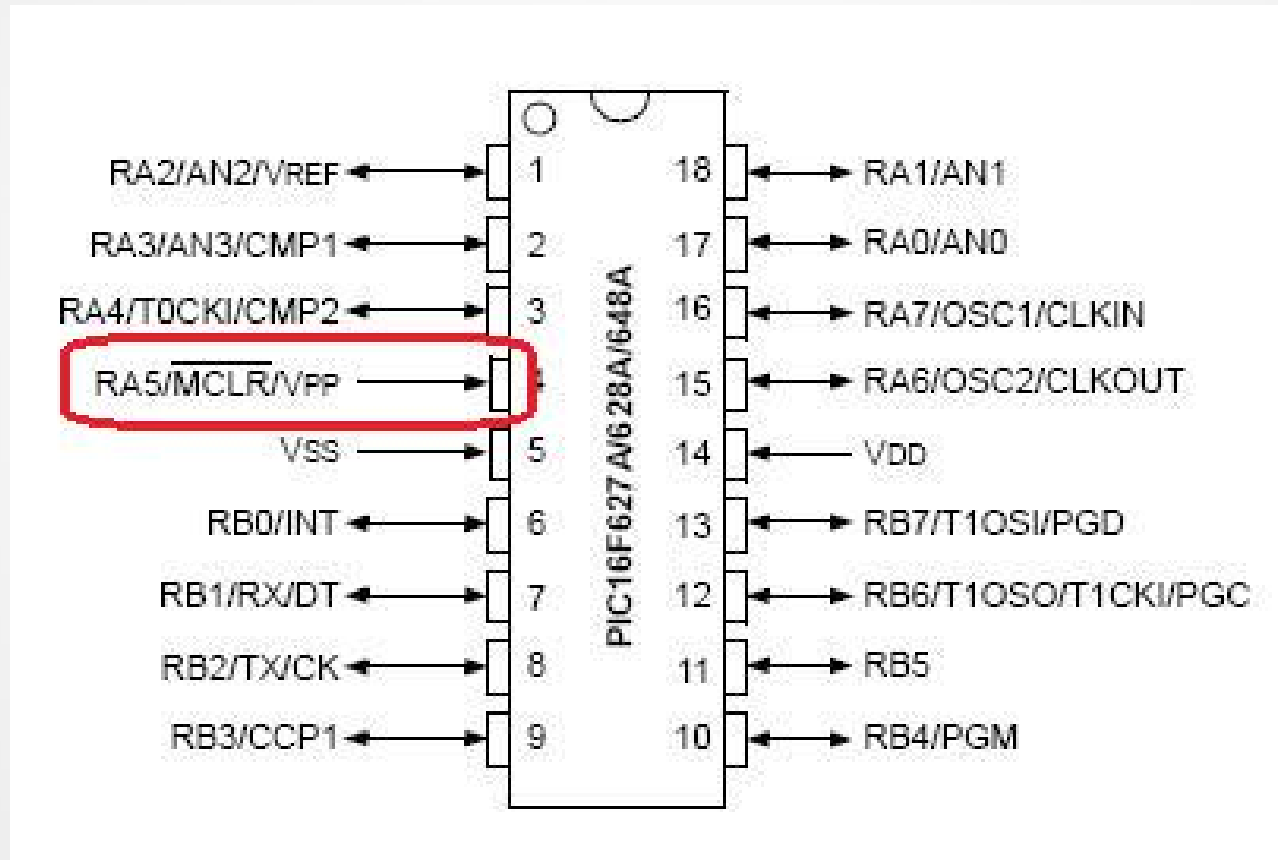 RA2/AN2/VREF 1 18 RA1/AN1
RA3/AN3/CMP1 2 17 RA0/AN0
RA4/T0CKI/CMP2 3 16 RA7/OSC1/CLKIN
RA5/MCLR/VPP 4 15 RA6/OSC2/CLKOUT
VSS 5 14 VDD
RB0/INT 6 13 RB7/T1OSI/PGD
RB1/RX/DT 7 12 RB6/T1OSO/T1CKI/PGC
RB2/TX/CK 8 11 RB5
RB3/CCP1 9 10 RB4/PGM
PIC16F627A/628A/648A